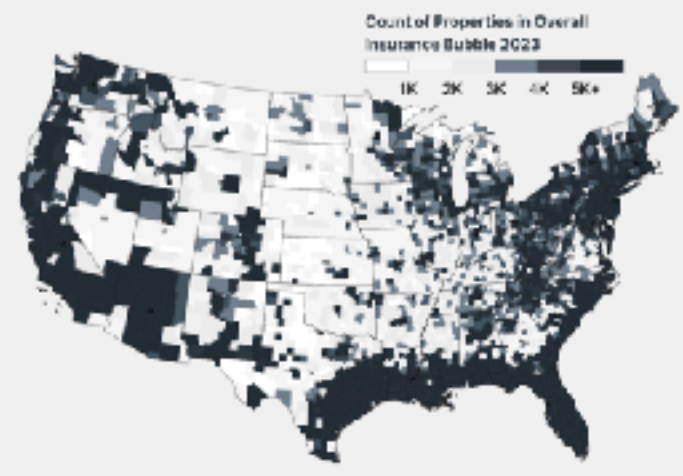 Count of Properties in Overall
Insurance Bubble 2023
1K 2K 3K 4K 5K+